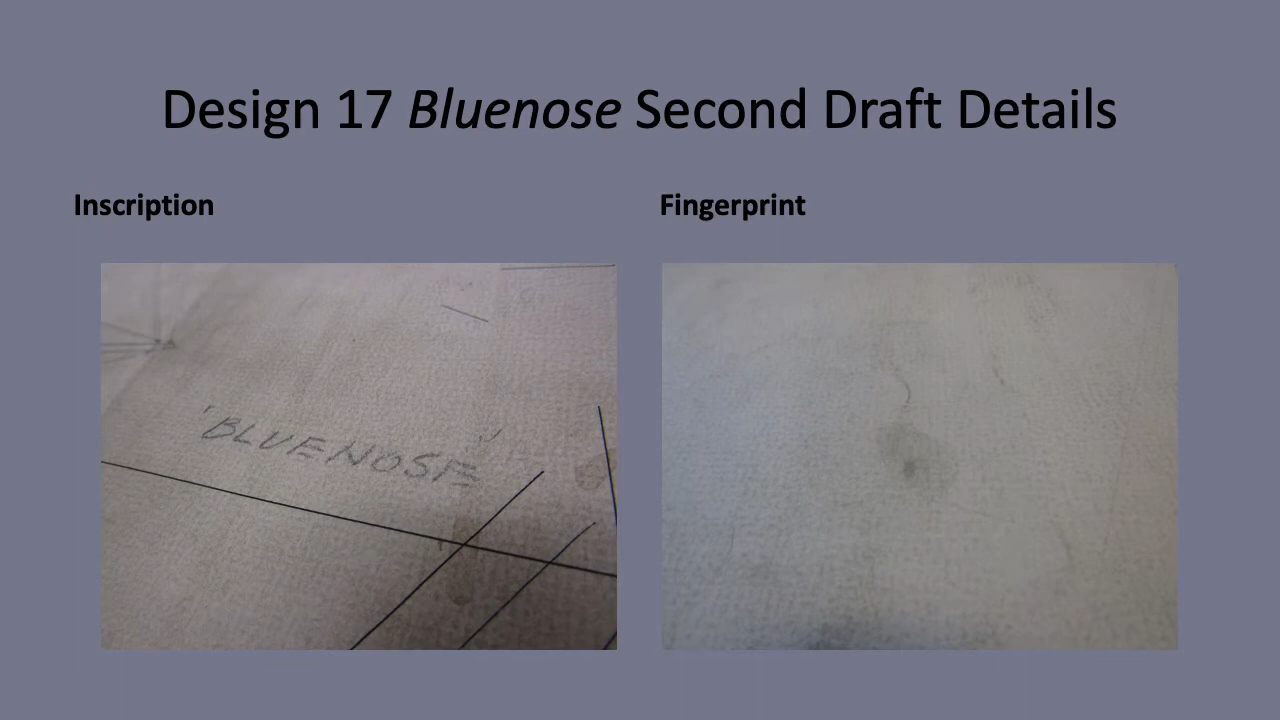 Design 17 Bluenose Second Draft Details
Inscription
Fingerprint
'BLUENOSE'